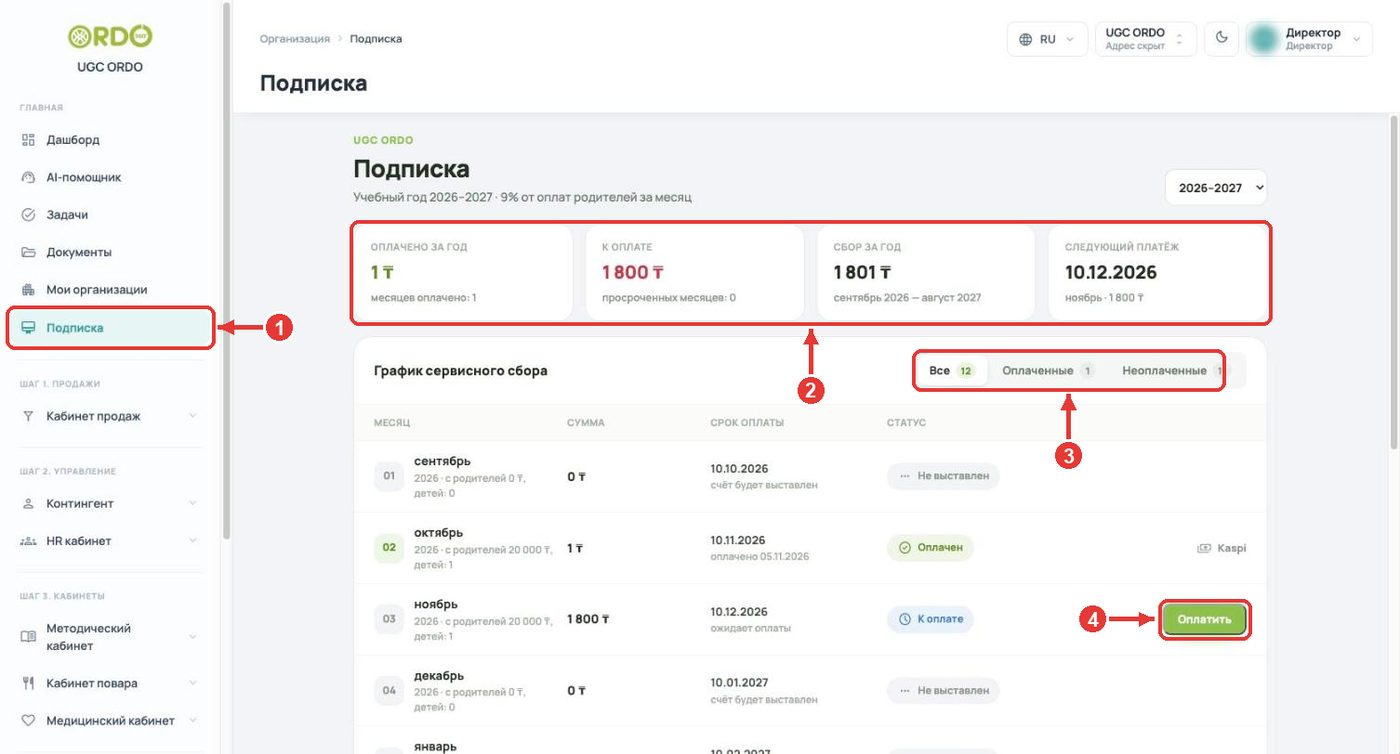 ORDO
UGC ORDO
ГЛАВНАЯ
Дашборд
AI-помощник
Задачи
Документы
Мои организации
Подписка
1
ШАГ 1. ПРОДАЖИ
Кабинет продаж
ШАГ 2. УПРАВЛЕНИЕ
Контингент
HR кабинет
ШАГ 3. КАБИНЕТЫ
Методический
кабинет
Кабинет повара
Медицинский кабинет
Организация > Подписка
RU
UGC ORDO
Адрес скрыт
Директор
Директор
Подписка
UGC ORDO
Подписка
Учебный год 2026–2027 · 9% от оплат родителей за месяц
2026–2027
ОПЛАЧЕНО ЗА ГОД
1 ₸
месяцев оплачено: 1
К ОПЛАТЕ
1 800 ₸
просроченных месяцев: 0
СБОР ЗА ГОД
1 801 ₸
сентябрь 2026 — август 2027
СЛЕДУЮЩИЙ ПЛАТЁЖ
10.12.2026
ноябрь · 1 800 ₸
2
График сервисного сбора
Все 12
Оплаченные 1
Неоплаченные
3
МЕСЯЦ СУММА СРОК ОПЛАТЫ СТАТУС
01
сентябрь
2026 · с родителей 0 ₸,
детей: 0
0 ₸
10.10.2026
счёт будет выставлен
··· Не выставлен
02
октябрь
2026 · с родителей 20 000 ₸,
детей: 1
1 ₸
10.11.2026
оплачено 05.11.2026
Оплачен
Kaspi
03
ноябрь
2026 · с родителей 20 000 ₸,
детей: 1
1 800 ₸
10.12.2026
ожидает оплаты
К оплате
4
Оплатить
04
декабрь
2026 · с родителей 0 ₸,
детей: 0
0 ₸
10.01.2027
счёт будет выставлен
··· Не выставлен
январь
10.02.2027